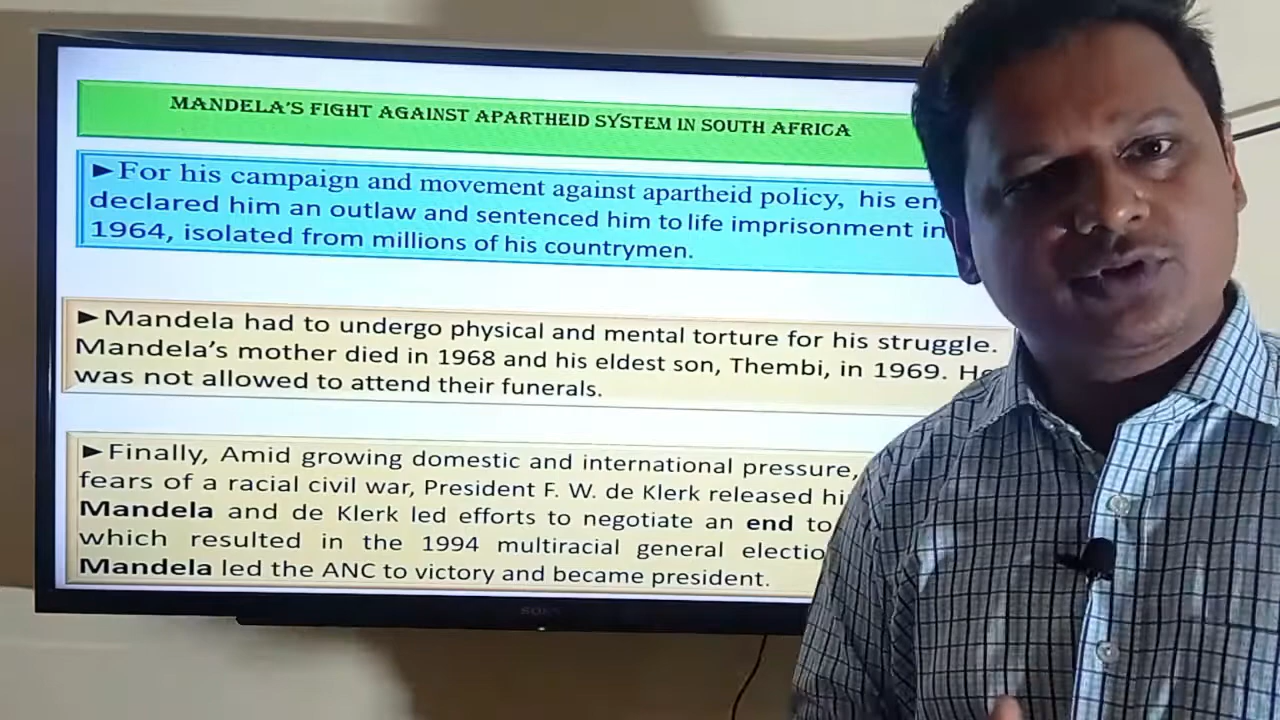 MANDELA'S FIGHT AGAINST APARTHEID SYSTEM IN SOUTH AFRICA
►For his campaign and movement against apartheid policy, his
declared him an outlaw and sentenced him to life imprisonment in
1964, isolated from millions of his countrymen.
►Mandela had to undergo physical and mental torture for his struggle.
Mandela's mother died in 1968 and his eldest son, Thembi, in 1969. He
was not allowed to attend their funerals.
►Finally, Amid growing domestic and international pressure,
fears of a racial civil war, President F. W. de Klerk released
Mandela and de Klerk led efforts to negotiate an end to
which resulted in the 1994 multiracial general
Mandela led the ANC to victory and became president.
SONY